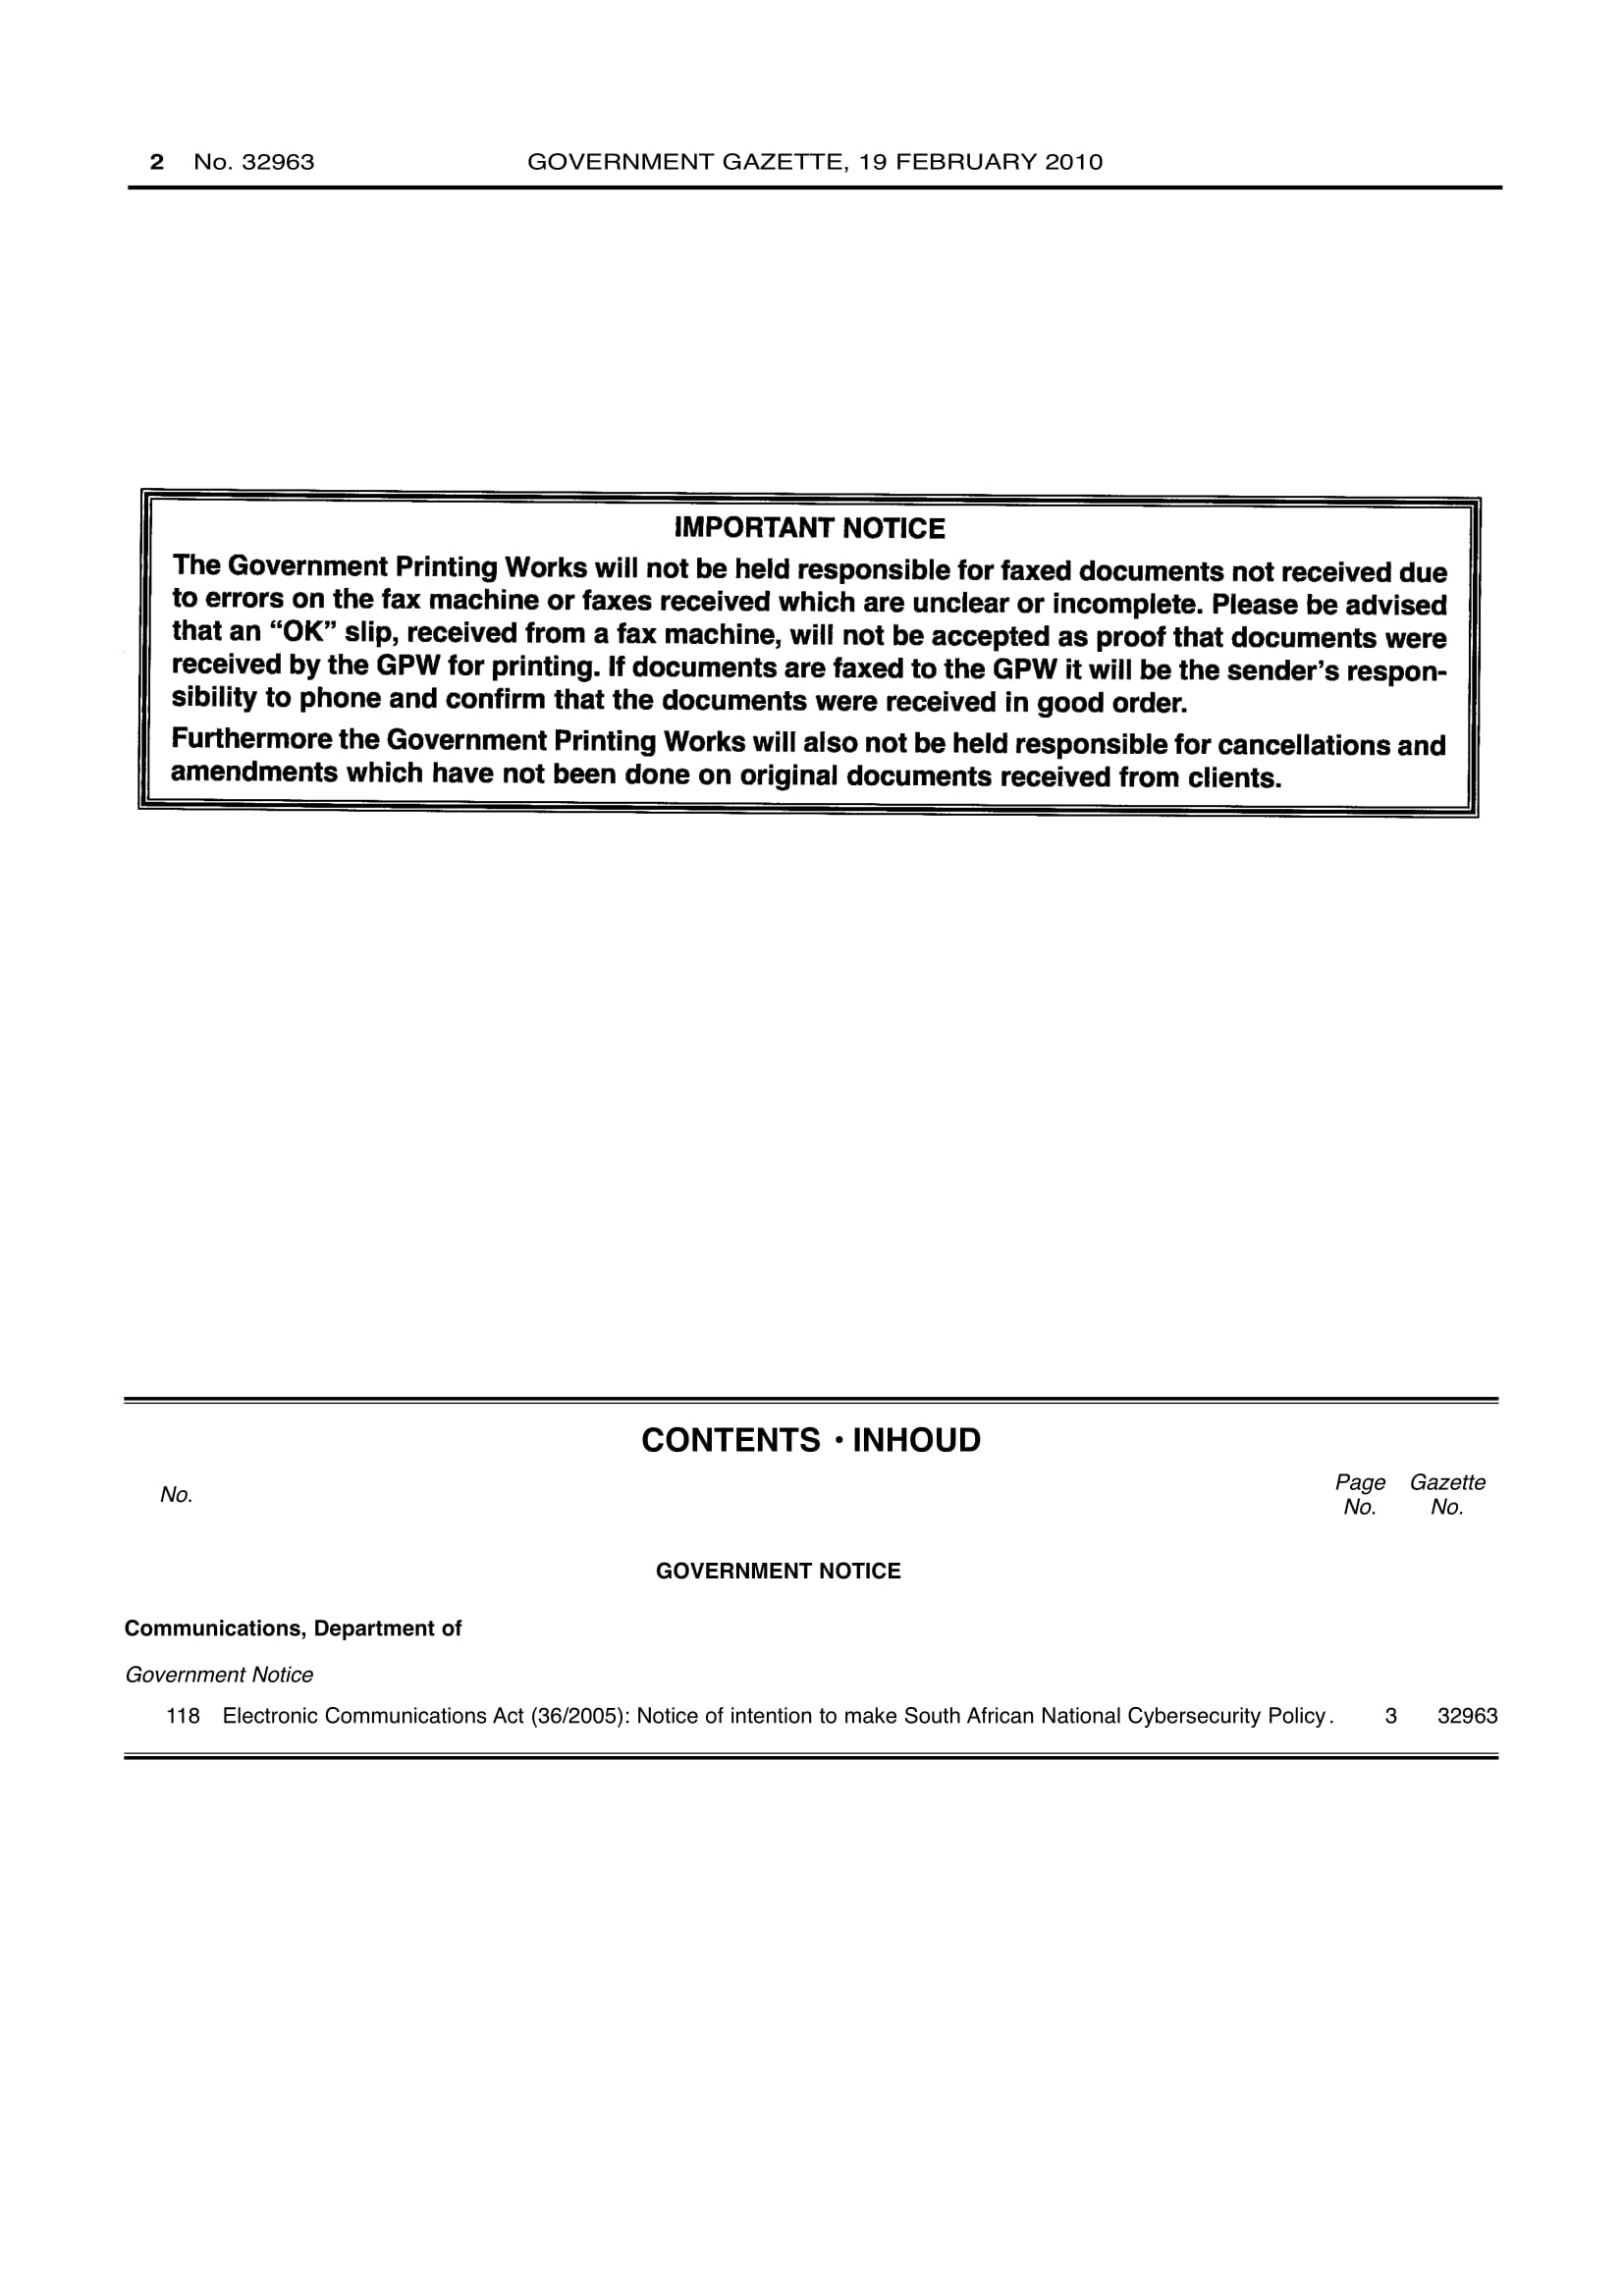 2 No. 32963 GOVERNMENT GAZETTE, 19 FEBRUARY 2010
IMPORTANT NOTICE
The Government Printing Works will not be held responsible for faxed documents not received due
to errors on the fax machine or faxes received which are unclear or incomplete. Please be advised
that an “OK” slip, received from a fax machine, will not be accepted as proof that documents were
received by the GPW for printing. If documents are faxed to the GPW it will be the sender’s respon-
sibility to phone and confirm that the documents were received in good order.
Furthermore the Government Printing Works will also not be held responsible for cancellations and
amendments which have not been done on original documents received from clients.
CONTENTS • INHOUD
No. Page No. Gazette No.
GOVERNMENT NOTICE
Communications, Department of
Government Notice
118 Electronic Communications Act (36/2005): Notice of intention to make South African National Cybersecurity Policy. 3 32963